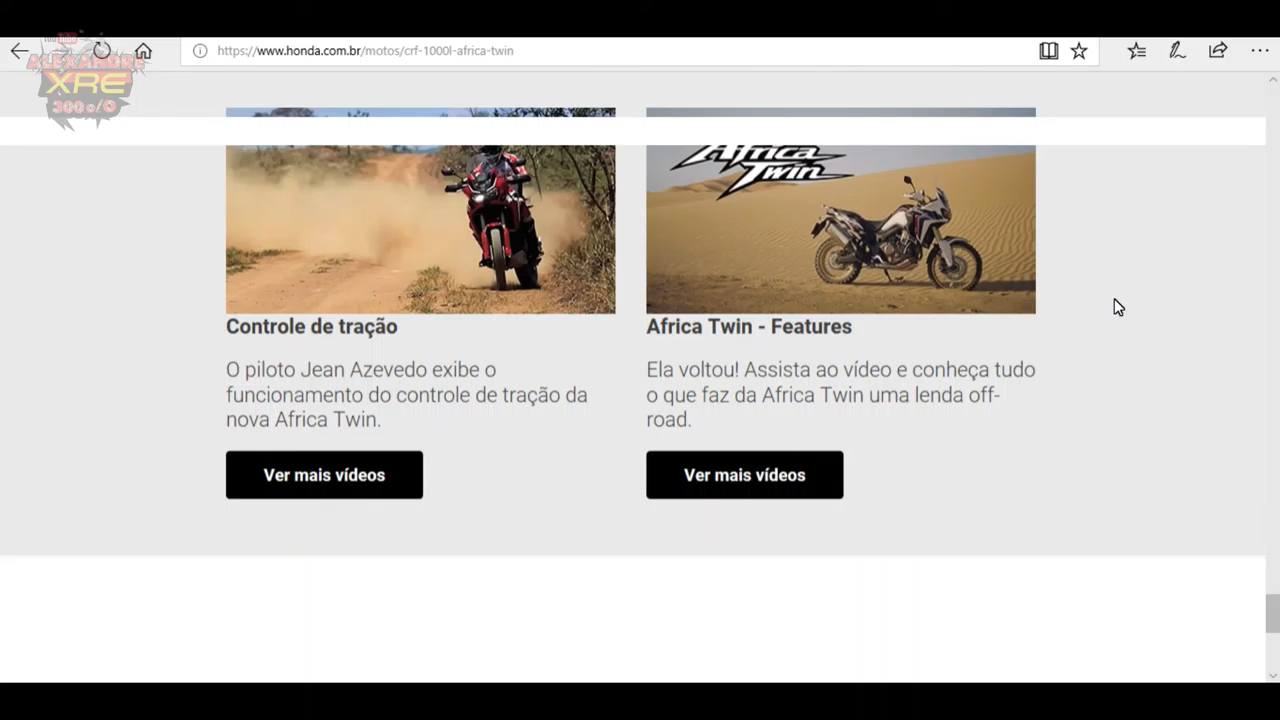 YouTube
ALEXANDRE
XRE
300%
https://www.honda.com.br/motos/crf-1000l-africa-twin
Africa
Twin
Controle de tração
O piloto Jean Azevedo exibe o
funcionamento do controle de tração da
nova Africa Twin.
Ver mais vídeos
Africa Twin - Features
Ela voltou! Assista ao vídeo e conheça tudo
o que faz da Africa Twin uma lenda off-
road.
Ver mais vídeos